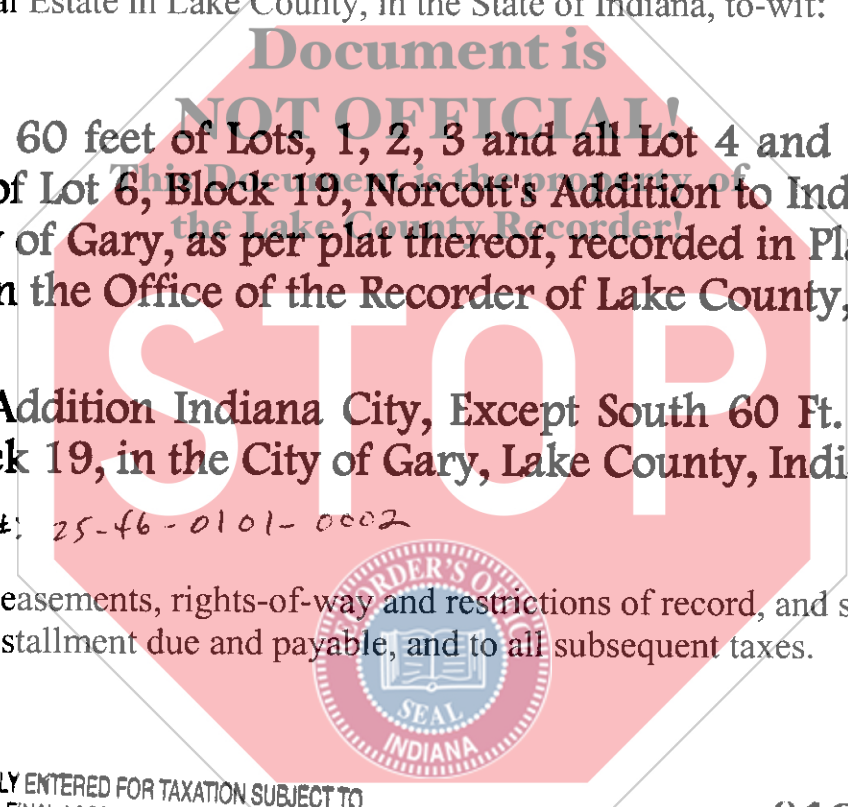 Estate in Lake County, in the State of Indiana, to-wit:
Document is
NOT OFFICIAL!
60 feet of Lots, 1, 2, 3 and all Lot 4 and
This Document is the property of
of Lot 6, Block 19, Norcott's Addition to Ind
the Lake County Recorder!
of Gary, as per plat thereof, recorded in Pl
the Office of the Recorder of Lake County,
STOP
Addition Indiana City, Except South 60 Ft.
19, in the City of Gary, Lake County, Indi
25-46-0101-0002
RECORDER'S OFFICE
easements, rights-of-way and restrictions of record, and s
stallment due and payable, and to all subsequent taxes.
SEAL
INDIANA
LY ENTERED FOR TAXATION SUBJECT TO